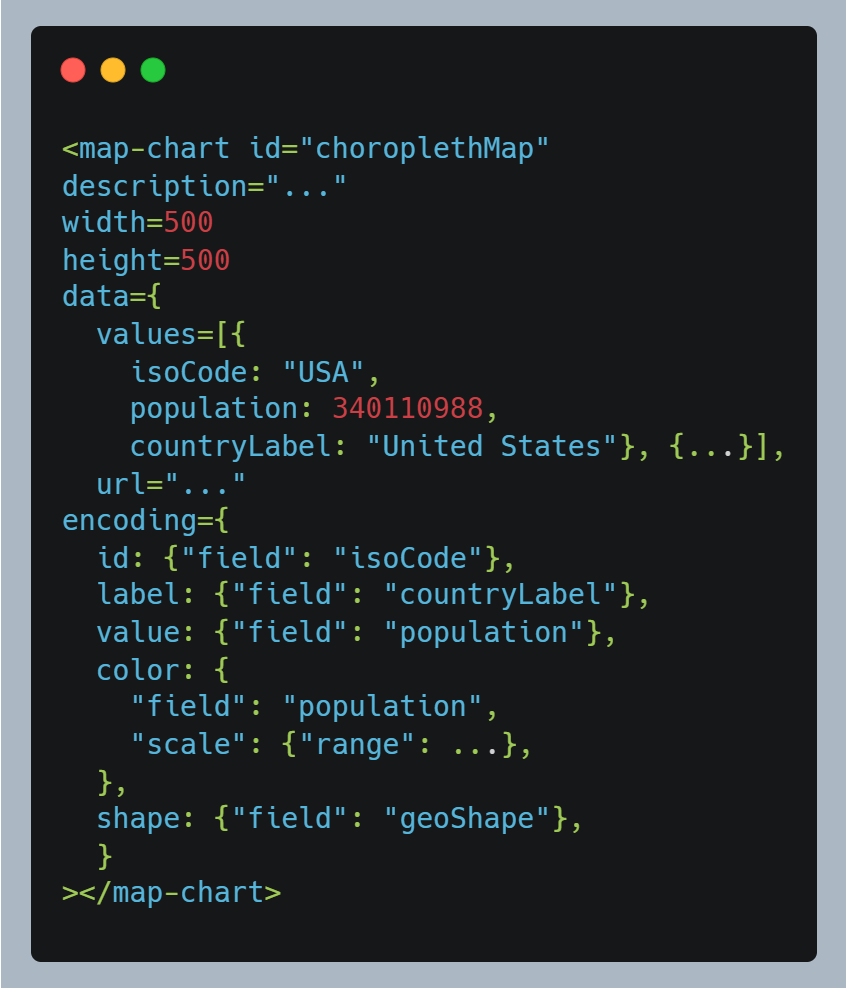 <map-chart id="choroplethMap"
description="..."
width=500
height=500
data={
  values=[{
    isoCode: "USA",
    population: 340110988,
    countryLabel: "United States"}, {...}],
  url="..."
encoding={
  id: {"field": "isoCode"},
  label: {"field": "countryLabel"},
  value: {"field": "population"},
  color: {
    "field": "population",
    "scale": {"range": ...},
  },
  shape: {"field": "geoShape"},
  }
></map-chart>